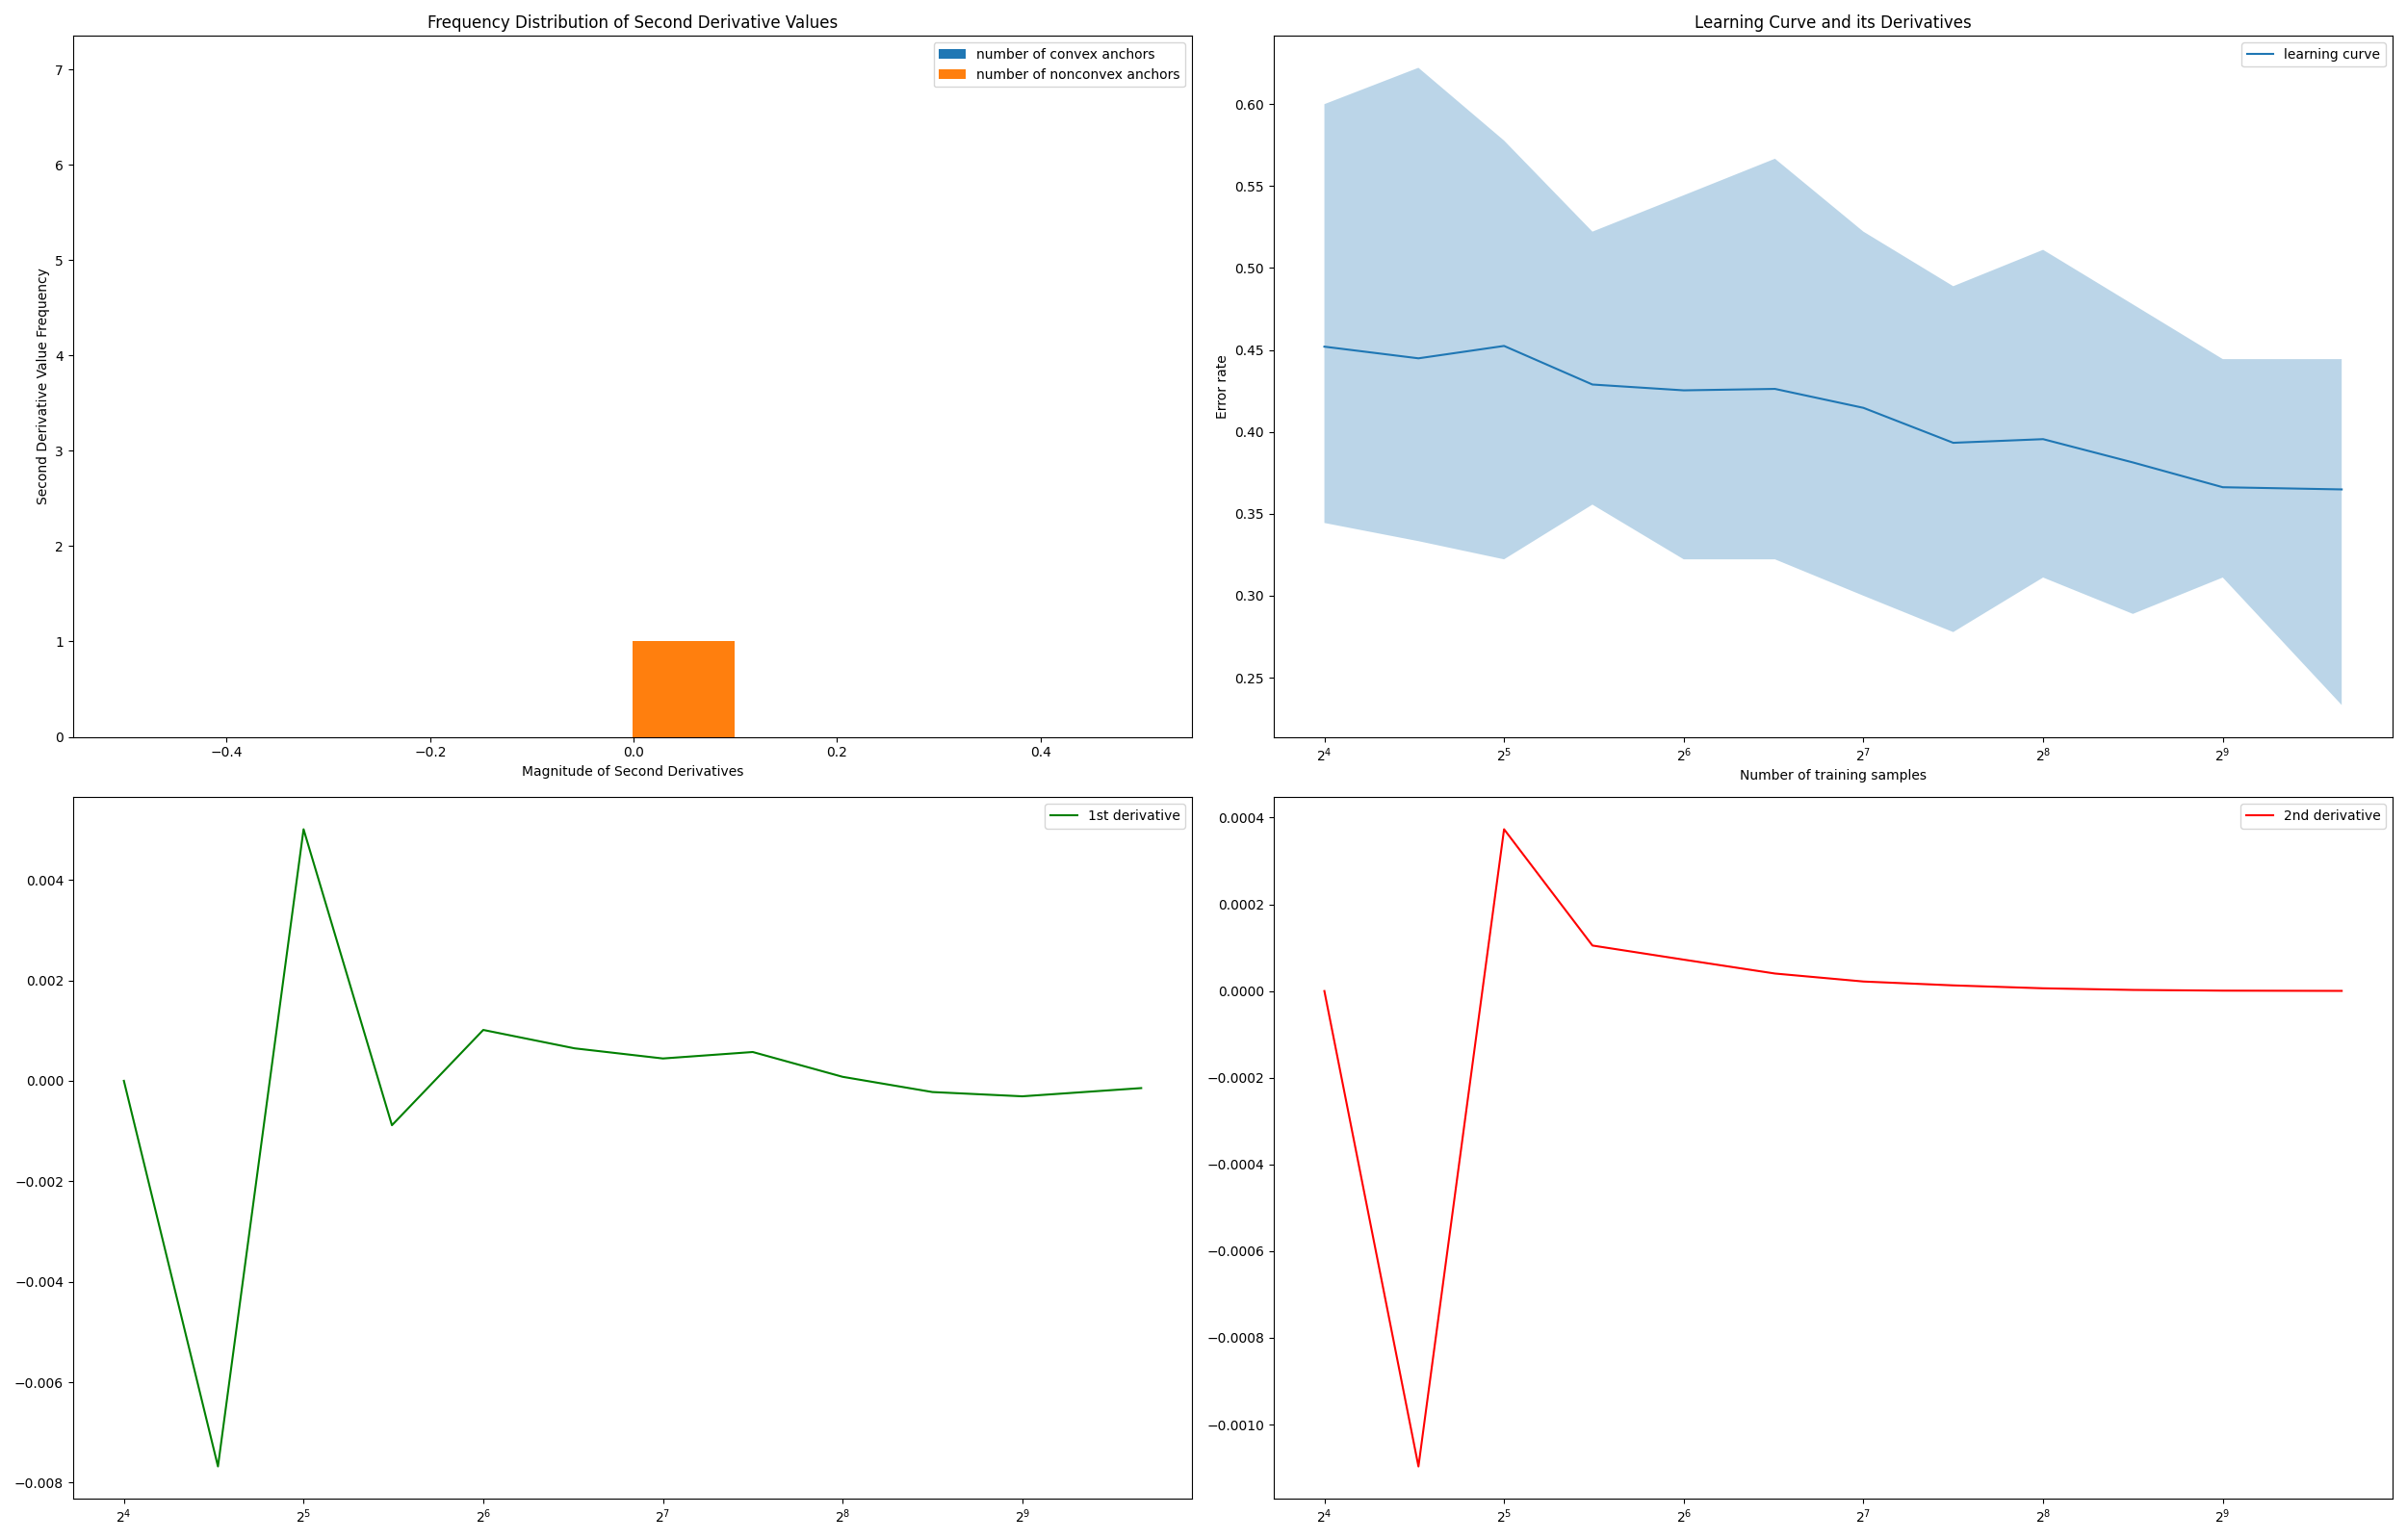 Frequency Distribution of Second Derivative Values
number of convex anchors
number of nonconvex anchors
7
6
5
4
3
2
1
0
Second Derivative Value Frequency
−0.4 −0.2 0.0 0.2 0.4
Magnitude of Second Derivatives
Learning Curve and its Derivatives
learning curve
0.60
0.55
0.50
0.45
0.40
0.35
0.30
0.25
Error rate
2⁴ 2⁵ 2⁶ 2⁷ 2⁸ 2⁹
Number of training samples
1st derivative
0.004
0.002
0.000
−0.002
−0.004
−0.006
−0.008
2⁴ 2⁵ 2⁶ 2⁷ 2⁸ 2⁹
2nd derivative
0.0004
0.0002
0.0000
−0.0002
−0.0004
−0.0006
−0.0008
−0.0010
2⁴ 2⁵ 2⁶ 2⁷ 2⁸ 2⁹